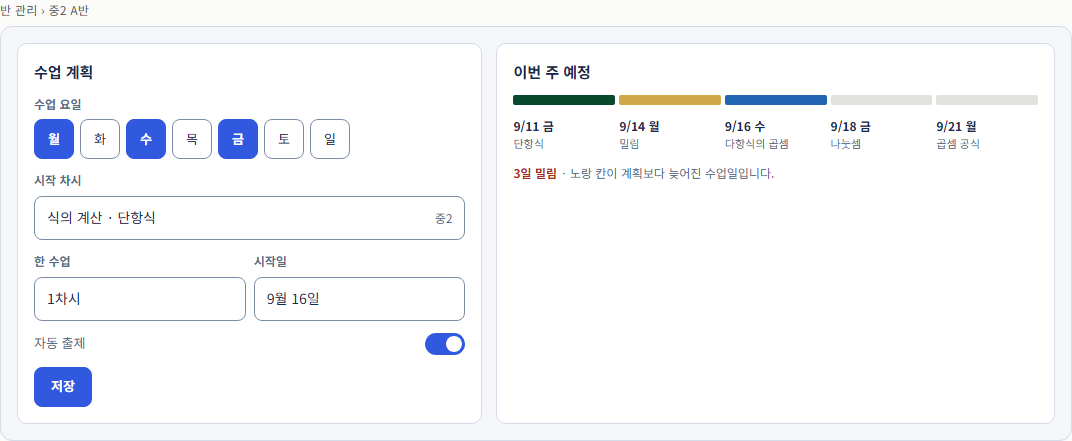 반 관리 › 중2 A반
수업 계획
수업 요일
월 화 수 목 금 토 일
시작 차시
식의 계산 · 단항식 중2
한 수업 시작일
1차시 9월 16일
자동 출제
저장
이번 주 예정
9/11 금 9/14 월 9/16 수 9/18 금 9/21 월
단항식 밀림 다항식의 곱셈 나눗셈 곱셈 공식
3일 밀림 · 노랑 칸이 계획보다 늦어진 수업일입니다.